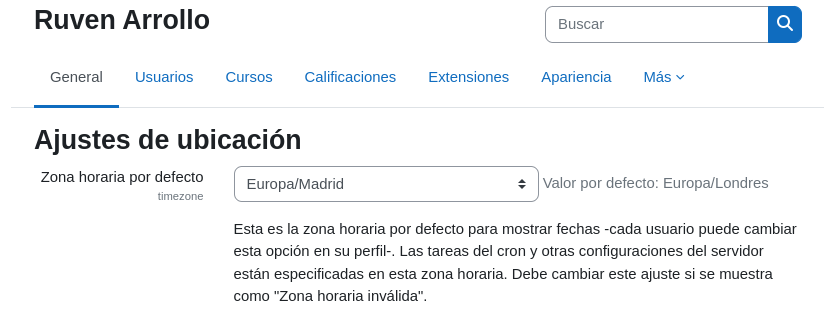 Ruven Arrollo
Buscar
General Usuarios Cursos Calificaciones Extensiones Apariencia Más
Ajustes de ubicación
Zona horaria por defecto
timezone
Europa/Madrid
Valor por defecto: Europa/Londres
Esta es la zona horaria por defecto para mostrar fechas -cada usuario puede cambiar
esta opción en su perfil-. Las tareas del cron y otras configuraciones del servidor
están especificadas en esta zona horaria. Debe cambiar este ajuste si se muestra
como "Zona horaria inválida".